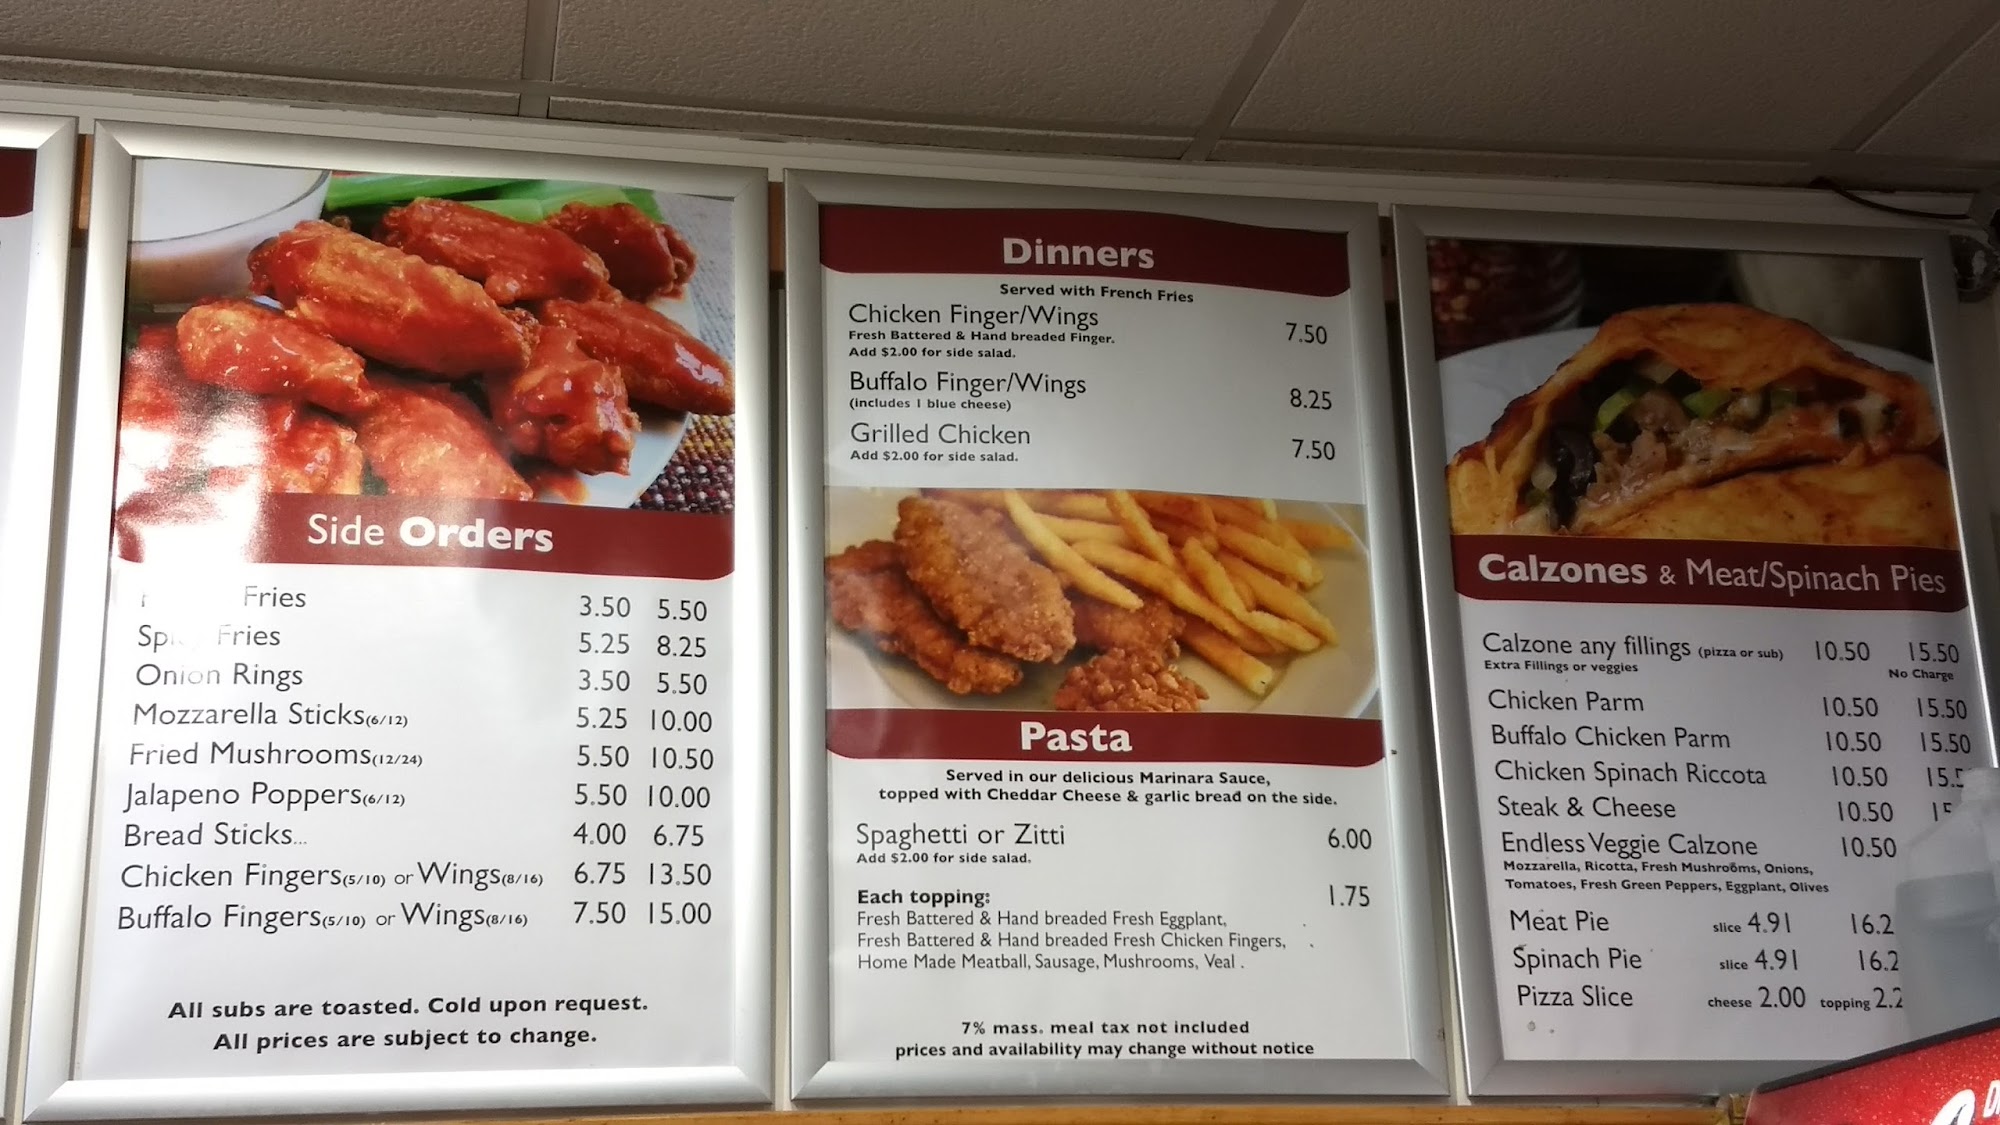 Side Orders
Fries 3.50 5.50
Fries 5.25 8.25
Onion Rings 3.50 5.50
Mozzarella Sticks(6/12) 5.25 10.00
Fried Mushrooms(12/24) 5.50 10.50
Jalapeno Poppers(6/12) 5.50 10.00
Bread Sticks... 4.00 6.75
Chicken Fingers(5/10) or Wings(8/16) 6.75 13.50
Buffalo Fingers(5/10) or Wings(8/16) 7.50 15.00
All subs are toasted. Cold upon request.
All prices are subject to change.
Dinners
Served with French Fries
Chicken Finger/Wings 7.50
Fresh Battered & Hand breaded Finger.
Add $2.00 for side salad.
Buffalo Finger/Wings 8.25
(includes 1 blue cheese)
Grilled Chicken 7.50
Add $2.00 for side salad.
Pasta
Served in our delicious Marinara Sauce,
topped with Cheddar Cheese & garlic bread on the side.
Spaghetti or Zitti 6.00
Add $2.00 for side salad.
Each topping: 1.75
Fresh Battered & Hand breaded Fresh Eggplant,
Fresh Battered & Hand breaded Fresh Chicken Fingers,
Home Made Meatball, Sausage, Mushrooms, Veal .
7% mass. meal tax not included
prices and availability may change without notice
Calzones & Meat/Spinach Pies
Calzone any fillings (pizza or sub) 10.50 15.50
Extra Fillings or veggies No Charge
Chicken Parm 10.50 15.50
Buffalo Chicken Parm 10.50 15.50
Chicken Spinach Riccota 10.50
Steak & Cheese 10.50
Endless Veggie Calzone 10.50
Mozzarella, Ricotta, Fresh Mushrooms, Onions,
Tomatoes, Fresh Green Peppers, Eggplant, Olives
Meat Pie slice 4.91
Spinach Pie slice 4.91
Pizza Slice cheese 2.00 topping